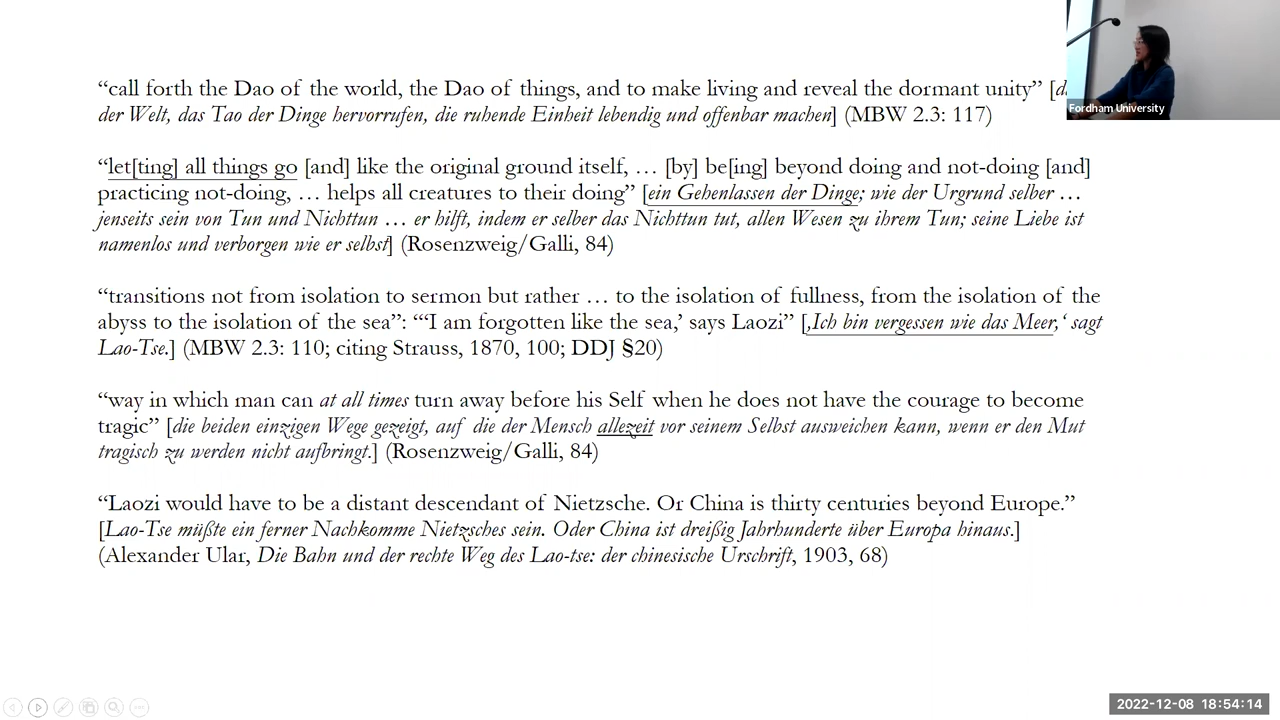 “call forth the Dao of the world, the Dao of things, and to make living and reveal the dormant unity” [
der Welt, das Tao der Dinge hervorrufen, die ruhende Einheit lebendig und offenbar machen] (MBW 2.3: 117)
“let[ting] all things go [and] like the original ground itself, … [by] be[ing] beyond doing and not-doing [and]
practicing not-doing, … helps all creatures to their doing” [ein Gehenlassen der Dinge; wie der Urgrund selber …
jenseits sein von Tun und Nichttun … er hilft, indem er selber das Nichttun tut, allen Wesen zu ihrem Tun; seine Liebe ist
namenlos und verborgen wie er selbst] (Rosenzweig/Galli, 84)
“transitions not from isolation to sermon but rather … to the isolation of fullness, from the isolation of the
abyss to the isolation of the sea”: “‘I am forgotten like the sea,’ says Laozi” [‚Ich bin vergessen wie das Meer,‘ sagt
Lao-Tse.] (MBW 2.3: 110; citing Strauss, 1870, 100; DDJ §20)
“way in which man can at all times turn away before his Self when he does not have the courage to become
tragic” [die beiden einzigen Wege gezeigt, auf die der Mensch allezeit vor seinem Selbst ausweichen kann, wenn er den Mut
tragisch zu werden nicht aufbringt.] (Rosenzweig/Galli, 84)
“Laozi would have to be a distant descendant of Nietzsche. Or China is thirty centuries beyond Europe.”
[Lao-Tse müßte ein ferner Nachkomme Nietzsches sein. Oder China ist dreißig Jahrhunderte über Europa hinaus.]
(Alexander Ular, Die Bahn und der rechte Weg des Lao-tse: der chinesische Urschrift, 1903, 68)
Fordham University
2022-12-08 18:54:14